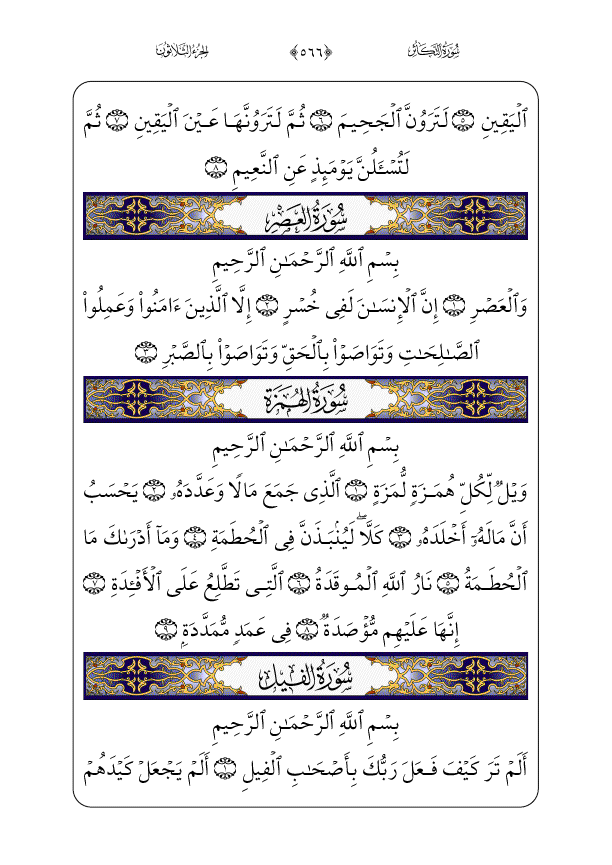 سُورَةُ التَّكَاثُرِ ﴿٥٦٦﴾ الجُزءُ الثَّلَاثُونَ
ٱلْيَقِينِ ٥ لَتَرَوُنَّ ٱلْجَحِيمَ ٦ ثُمَّ لَتَرَوُنَّهَا عَيْنَ ٱلْيَقِينِ ٧ ثُمَّ
لَتُسْـَٔلُنَّ يَوْمَئِذٍ عَنِ ٱلنَّعِيمِ ٨
سُورَةُ العَصْرِ
بِسْمِ ٱللَّهِ ٱلرَّحْمَـٰنِ ٱلرَّحِيمِ
وَٱلْعَصْرِ ١ إِنَّ ٱلْإِنسَـٰنَ لَفِى خُسْرٍ ٢ إِلَّا ٱلَّذِينَ ءَامَنُوا۟ وَعَمِلُوا۟
ٱلصَّـٰلِحَـٰتِ وَتَوَاصَوْا۟ بِٱلْحَقِّ وَتَوَاصَوْا۟ بِٱلصَّبْرِ ٣
سُورَةُ الهُمَزَةِ
بِسْمِ ٱللَّهِ ٱلرَّحْمَـٰنِ ٱلرَّحِيمِ
وَيْلٌ لِّكُلِّ هُمَزَةٍ لُّمَزَةٍ ١ ٱلَّذِى جَمَعَ مَالًا وَعَدَّدَهُۥ ٢ يَحْسَبُ
أَنَّ مَالَهُۥٓ أَخْلَدَهُۥ ٣ كَلَّا ۖ لَيُنۢبَذَنَّ فِى ٱلْحُطَمَةِ ٤ وَمَآ أَدْرَىٰكَ مَا
ٱلْحُطَمَةُ ٥ نَارُ ٱللَّهِ ٱلْمُوقَدَةُ ٦ ٱلَّتِى تَطَّلِعُ عَلَى ٱلْأَفْـِٔدَةِ ٧
إِنَّهَا عَلَيْهِم مُّؤْصَدَةٌ ٨ فِى عَمَدٍ مُّمَدَّدَةٍۭ ٩
سُورَةُ الفِيلِ
بِسْمِ ٱللَّهِ ٱلرَّحْمَـٰنِ ٱلرَّحِيمِ
أَلَمْ تَرَ كَيْفَ فَعَلَ رَبُّكَ بِأَصْحَـٰبِ ٱلْفِيلِ ١ أَلَمْ يَجْعَلْ كَيْدَهُمْ